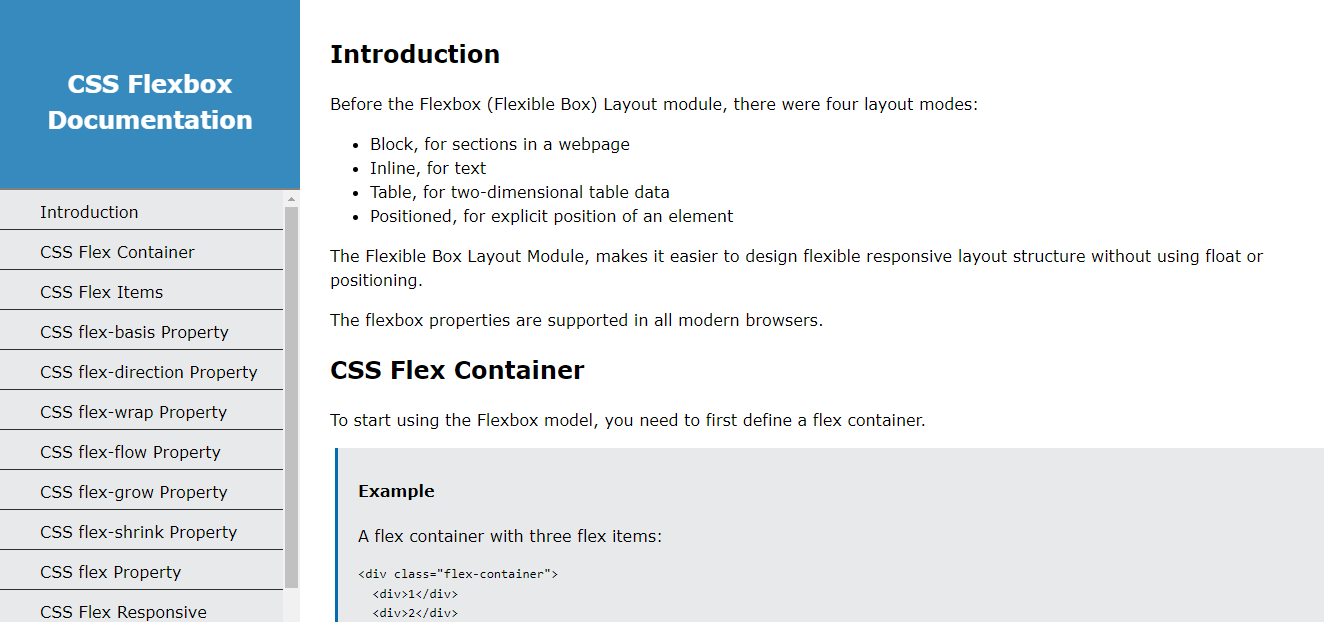 CSS Flexbox
Documentation
Introduction
CSS Flex Container
CSS Flex Items
CSS flex-basis Property
CSS flex-direction Property
CSS flex-wrap Property
CSS flex-flow Property
CSS flex-grow Property
CSS flex-shrink Property
CSS flex Property
CSS Flex Responsive
Introduction
Before the Flexbox (Flexible Box) Layout module, there were four layout modes:
• Block, for sections in a webpage
• Inline, for text
• Table, for two-dimensional table data
• Positioned, for explicit position of an element
The Flexible Box Layout Module, makes it easier to design flexible responsive layout structure without using float or
positioning.
The flexbox properties are supported in all modern browsers.
CSS Flex Container
To start using the Flexbox model, you need to first define a flex container.
Example
A flex container with three flex items:
<div class="flex-container">
  <div>1</div>
  <div>2</div>